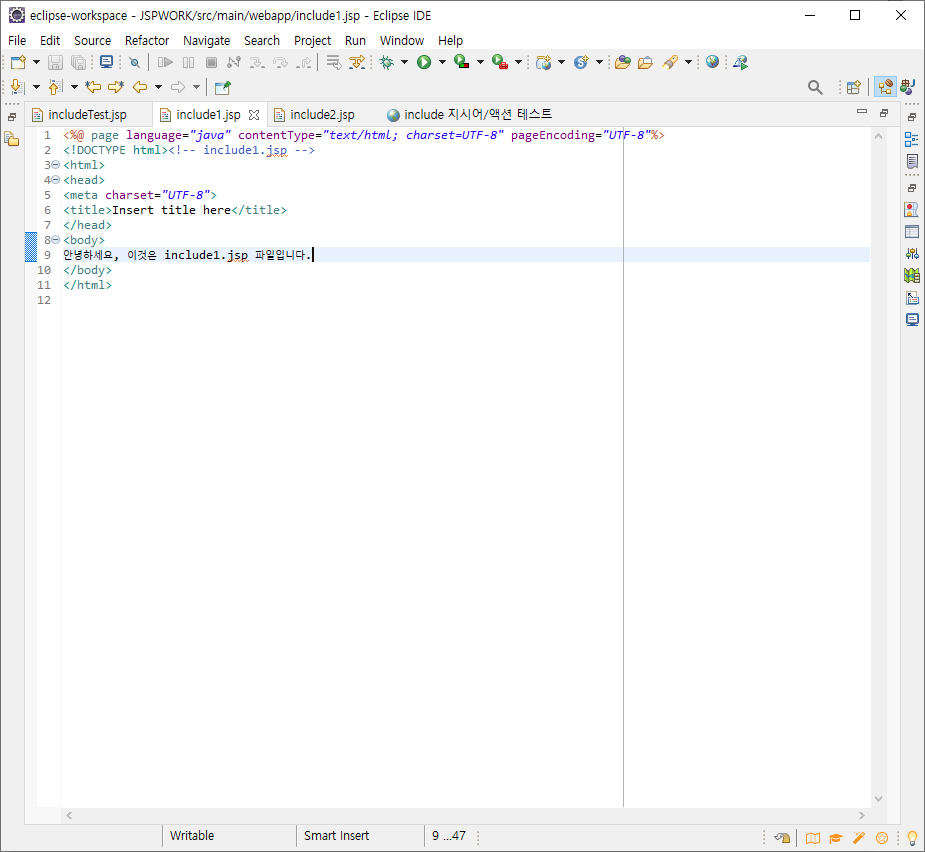 eclipse-workspace - JSPWORK/src/main/webapp/include1.jsp - Eclipse IDE
File Edit Source Refactor Navigate Search Project Run Window Help
includeTest.jsp include1.jsp include2.jsp include 지시어/액션 테스트
1 <%@ page language="java" contentType="text/html; charset=UTF-8" pageEncoding="UTF-8"%>
2 <!DOCTYPE html><!-- include1.jsp -->
3 <html>
4 <head>
5 <meta charset="UTF-8">
6 <title>Insert title here</title>
7 </head>
8 <body>
9 안녕하세요, 이것은 include1.jsp 파일입니다.
10 </body>
11 </html>
12
Writable Smart Insert 9 ...47